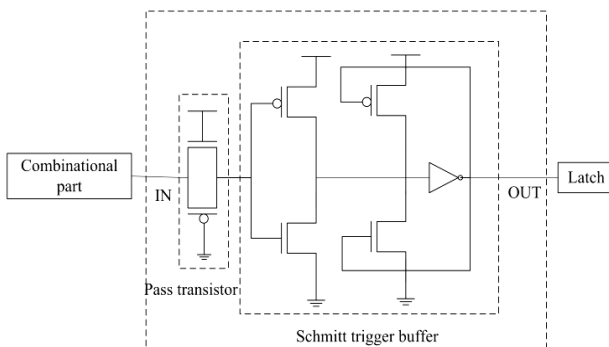 Combinational
part
IN
OUT
Latch
Pass transistor
Schmitt trigger buffer